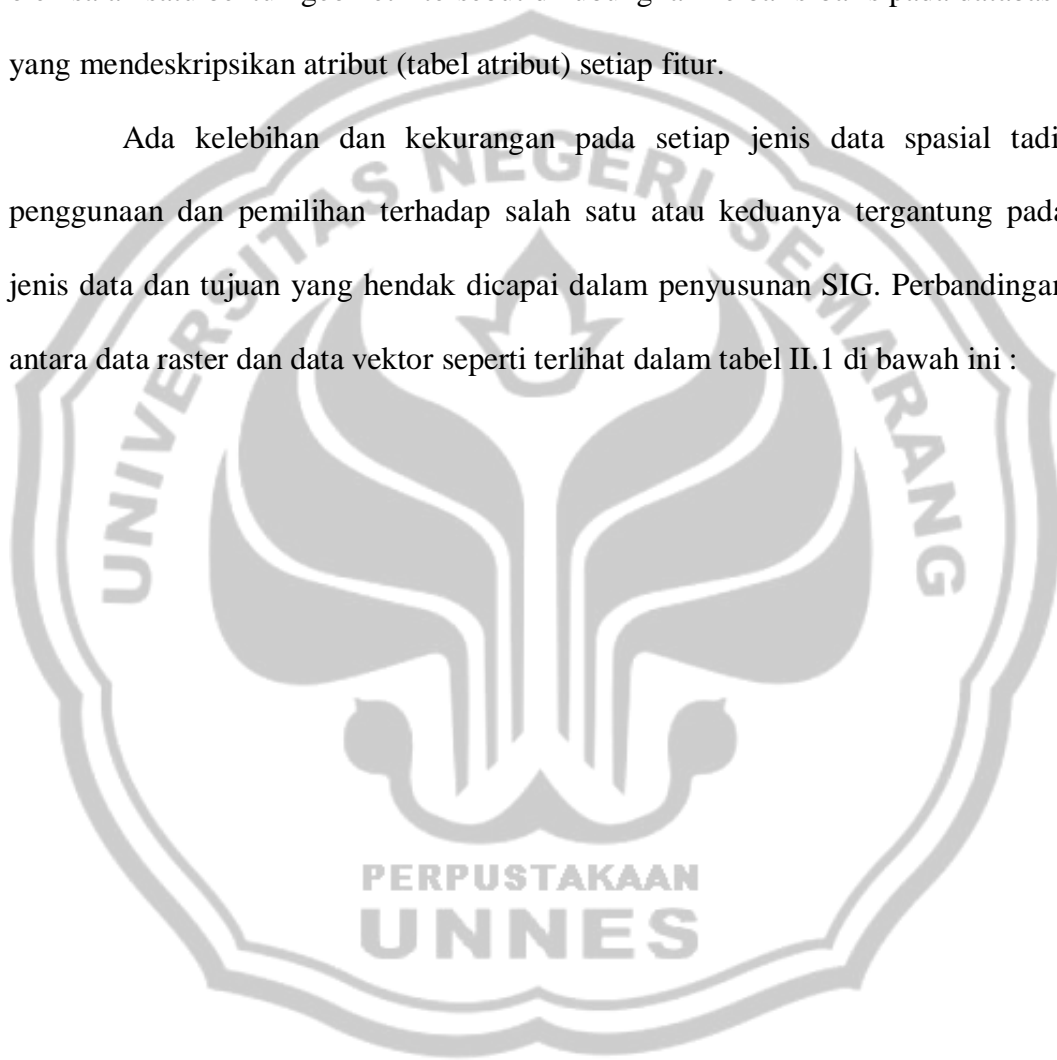 yang mendeskripsikan atribut (tabel atribut) setiap fitur.
Ada kelebihan dan kekurangan pada setiap jenis data spasial tadi
penggunaan dan pemilihan terhadap salah satu atau keduanya tergantung pada
jenis data dan tujuan yang hendak dicapai dalam penyusunan SIG. Perbandingan
antara data raster dan data vektor seperti terlihat dalam tabel II.1 di bawah ini :
UNIVERSITAS NEGERI SEMARANG
PERPUSTAKAAN
UNNES